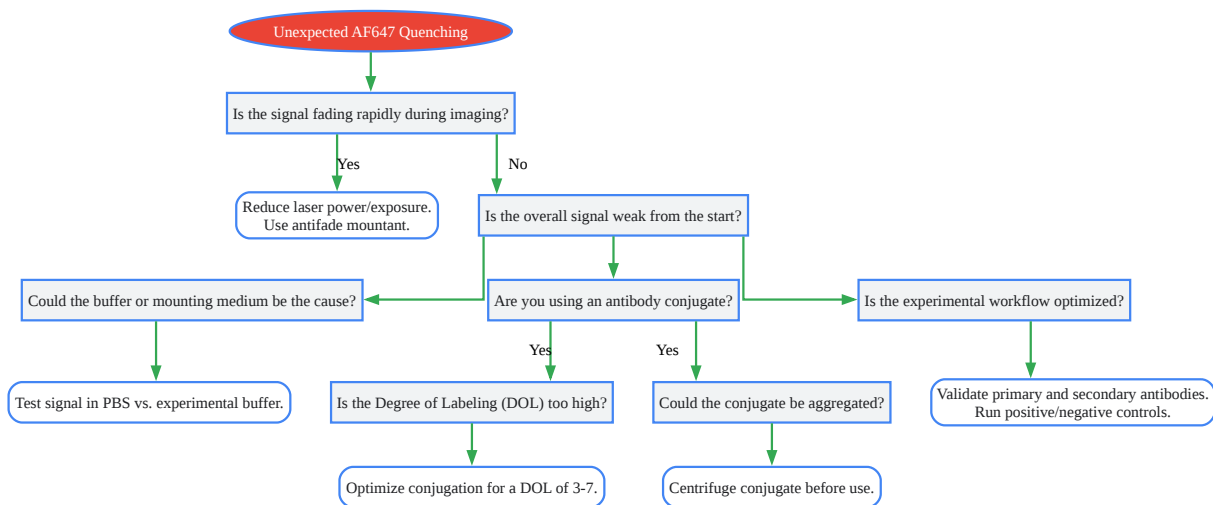 Unexpected AF647 Quenching
Is the signal fading rapidly during imaging?
Yes
No
Reduce laser power/exposure.
Use antifade mountant.
Is the overall signal weak from the start?
Could the buffer or mounting medium be the cause?
Are you using an antibody conjugate?
Is the experimental workflow optimized?
Yes
Yes
Test signal in PBS vs. experimental buffer.
Is the Degree of Labeling (DOL) too high?
Could the conjugate be aggregated?
Validate primary and secondary antibodies.
Run positive/negative controls.
Optimize conjugation for a DOL of 3-7.
Centrifuge conjugate before use.